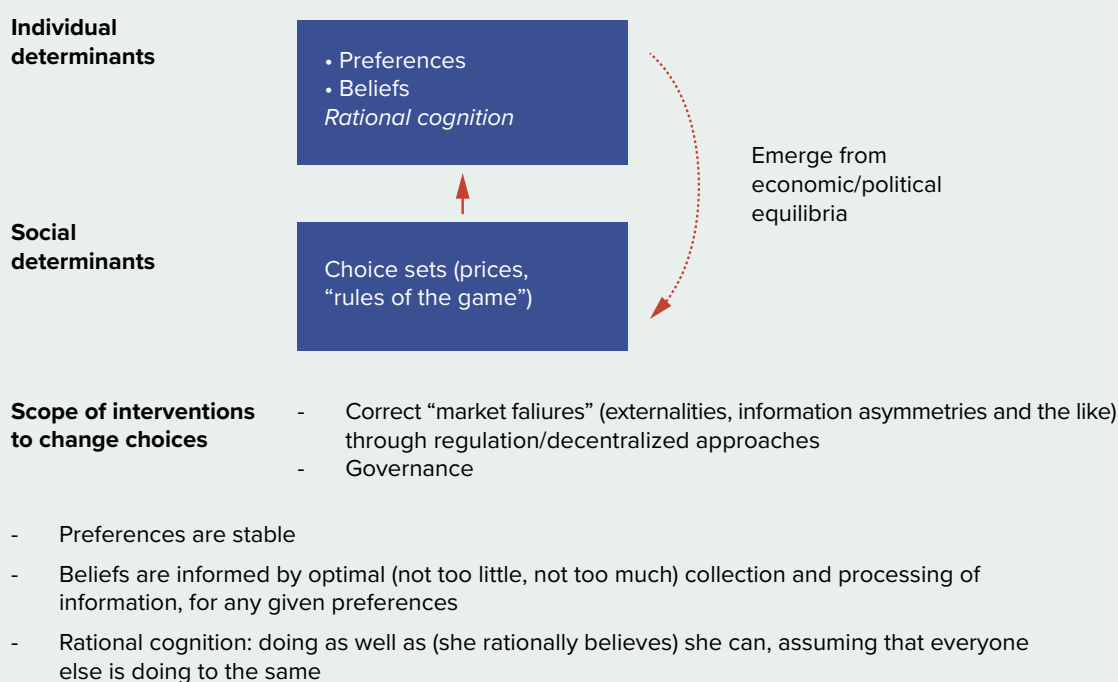 Individual
determinants
• Preferences
• Beliefs
Rational cognition
Emerge from
economic/political
equilibria
Social
determinants
Choice sets (prices,
“rules of the game”)
Scope of interventions
to change choices
- Correct “market faliures” (externalities, information asymmetries and the like)
through regulation/decentralized approaches
- Governance
- Preferences are stable
- Beliefs are informed by optimal (not too little, not too much) collection and processing of
information, for any given preferences
- Rational cognition: doing as well as (she rationally believes) she can, assuming that everyone
else is doing to the same